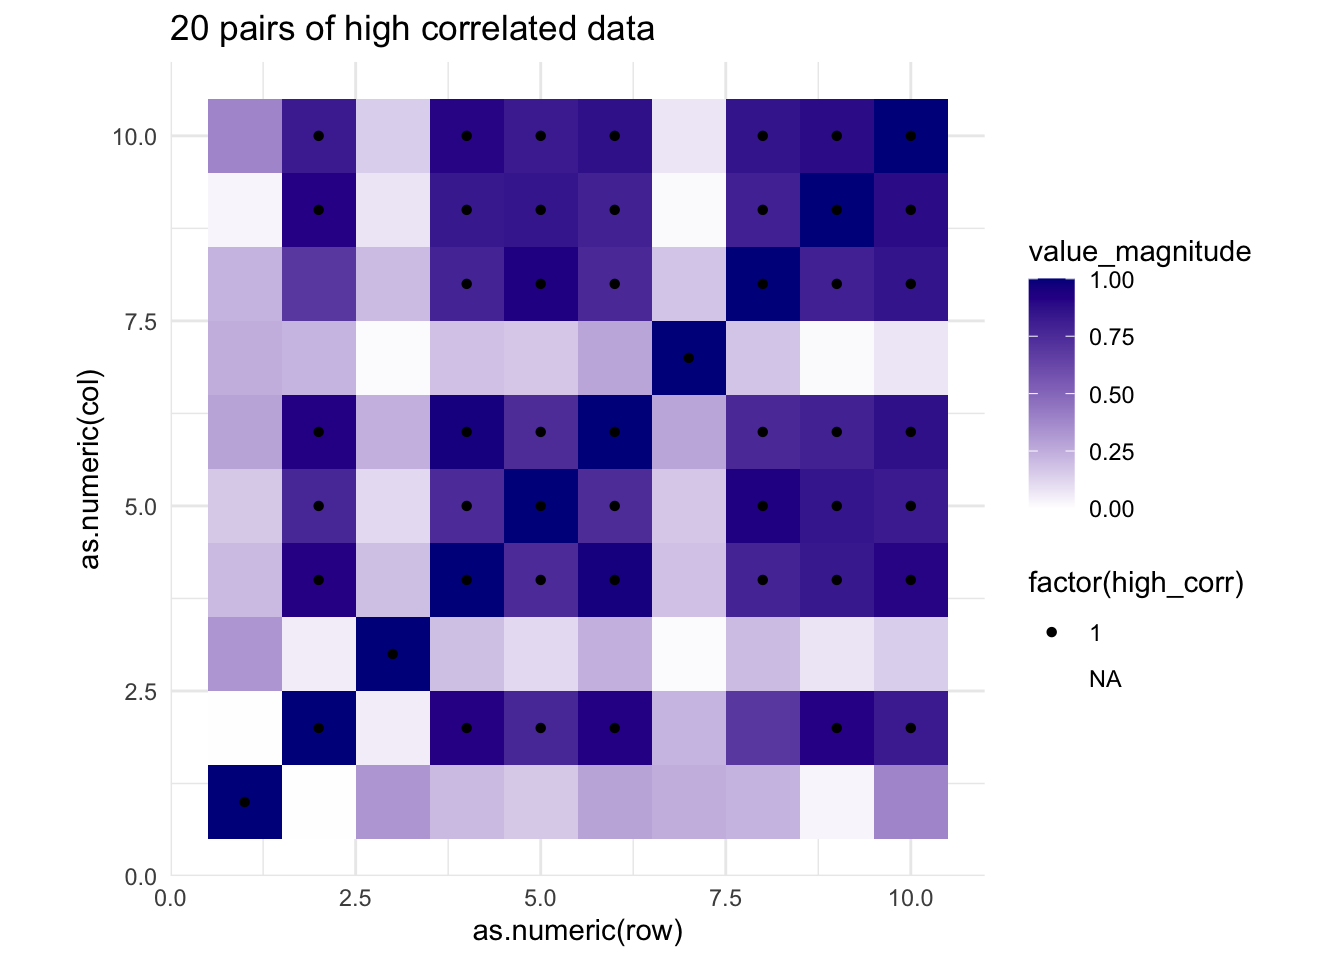 20 pairs of high correlated data
as.numeric(col)
10.0
7.5
5.0
2.5
0.0
0.0 2.5 5.0 7.5 10.0
as.numeric(row)
value_magnitude
1.00
0.75
0.50
0.25
0.00
factor(high_corr)
1
NA